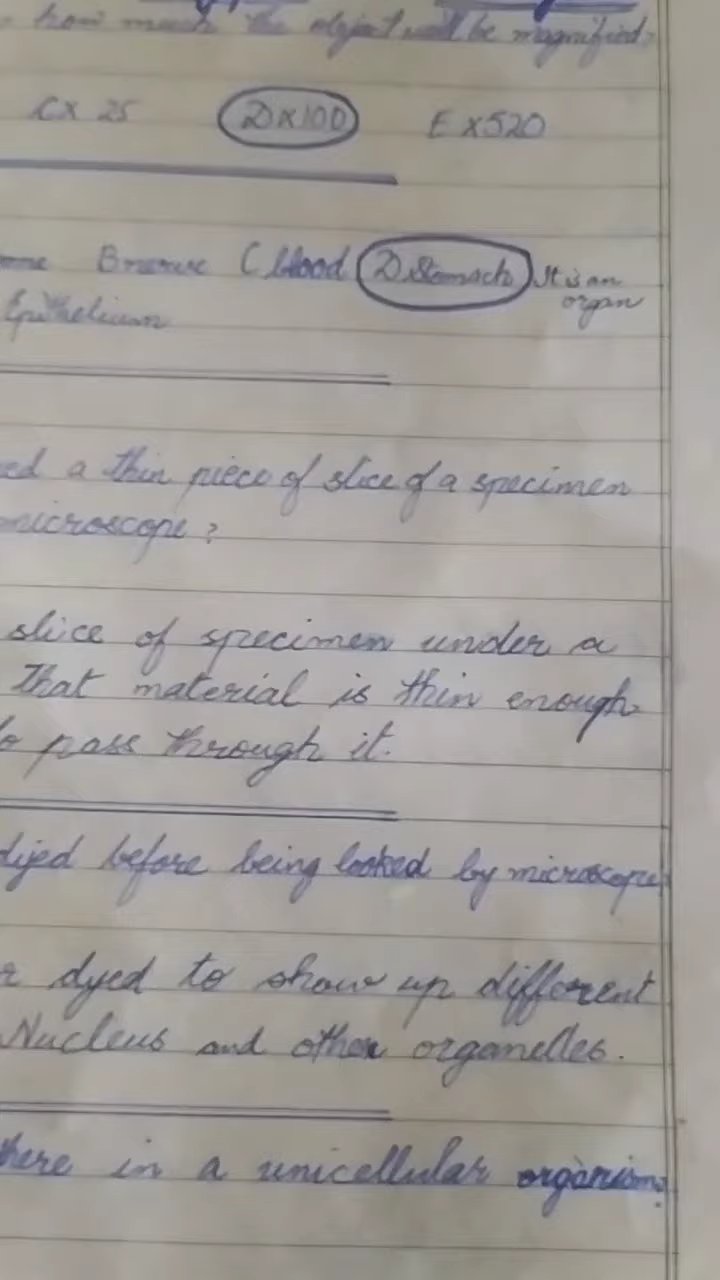 how much the object will be magnified?
C X 25 D X 100 E X 520
Bnerve C blood D Stomach It is an
organ
Epithelium
a thin piece of slice of a specimen
microscope?
slice of specimen under a
That material is thin enough
to pass through it.
dyed before being looked by microscope
dyed to show up different
Nucleus and other organelles.
here in a unicellular organism?